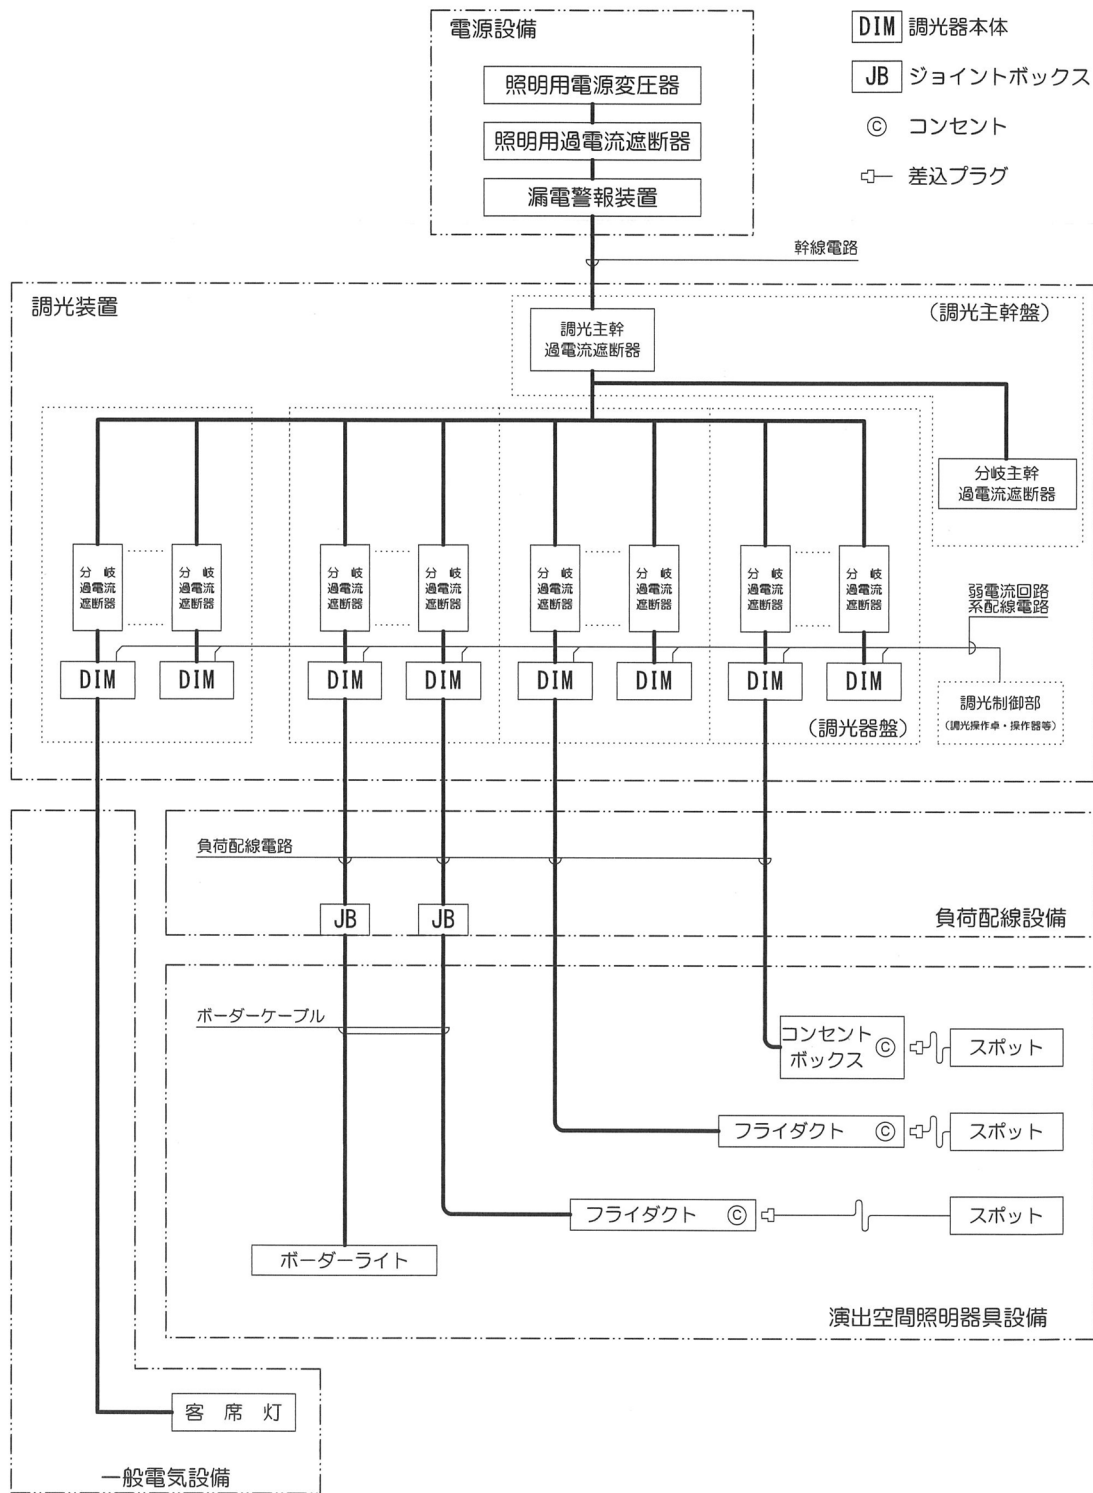 電源設備
照明用電源変圧器
照明用過電流遮断器
漏電警報装置
DIM 調光器本体
JB ジョイントボックス
Ⓒ コンセント
差込プラグ
幹線電路
調光装置
(調光主幹盤)
調光主幹
過電流遮断器
分岐主幹
過電流遮断器
分 岐
過電流
遮断器
分 岐
過電流
遮断器
分 岐
過電流
遮断器
分 岐
過電流
遮断器
分 岐
過電流
遮断器
分 岐
過電流
遮断器
分 岐
過電流
遮断器
分 岐
過電流
遮断器
弱電流回路
系配線電路
DIM
DIM
DIM
DIM
DIM
DIM
DIM
DIM
(調光器盤)
調光制御部
(調光操作卓・操作器等)
負荷配線電路
JB
JB
負荷配線設備
ボーダーケーブル
コンセント
ボックス
Ⓒ
スポット
フライダクト Ⓒ
スポット
フライダクト Ⓒ
スポット
ボーダーライト
演出空間照明器具設備
客 席 灯
一般電気設備